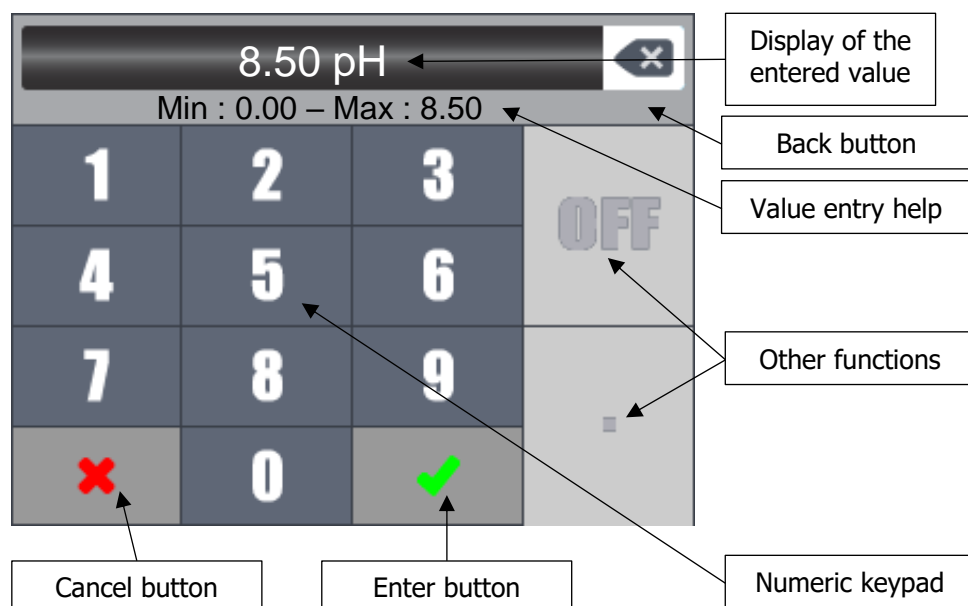 8.50 pH
Display of the
entered value
Min : 0.00 – Max : 8.50
Back button
1 2 3
OFF
Value entry help
4 5 6
7 8 9
.
Other functions
0
Cancel button
Enter button
Numeric keypad